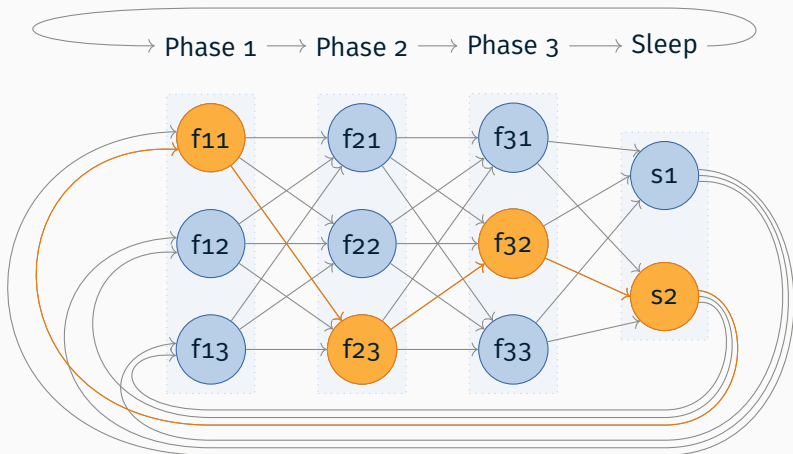 Phase 1 Phase 2 Phase 3 Sleep
f11 f21 f31
s1
f12 f22 f32
s2
f13 f23 f33